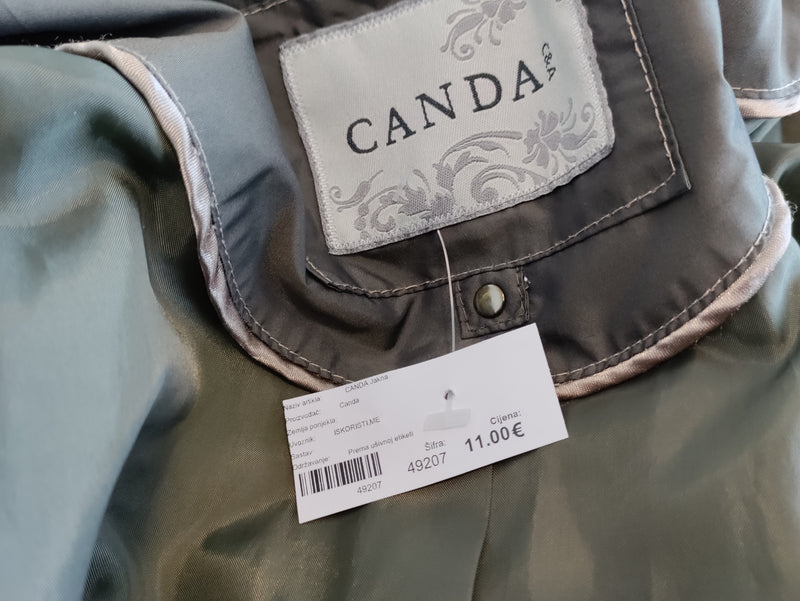 CANDA
C&A
Naziv artikla: CANDA Jakna
Proizvođač: Canda
Zemlja porijekla:
Uvoznik: ISKORISTI.ME
Sastav:
Održavanje: Prema ušivnoj etiketi
49207
Šifra:
49207
Cijena:
11.00€